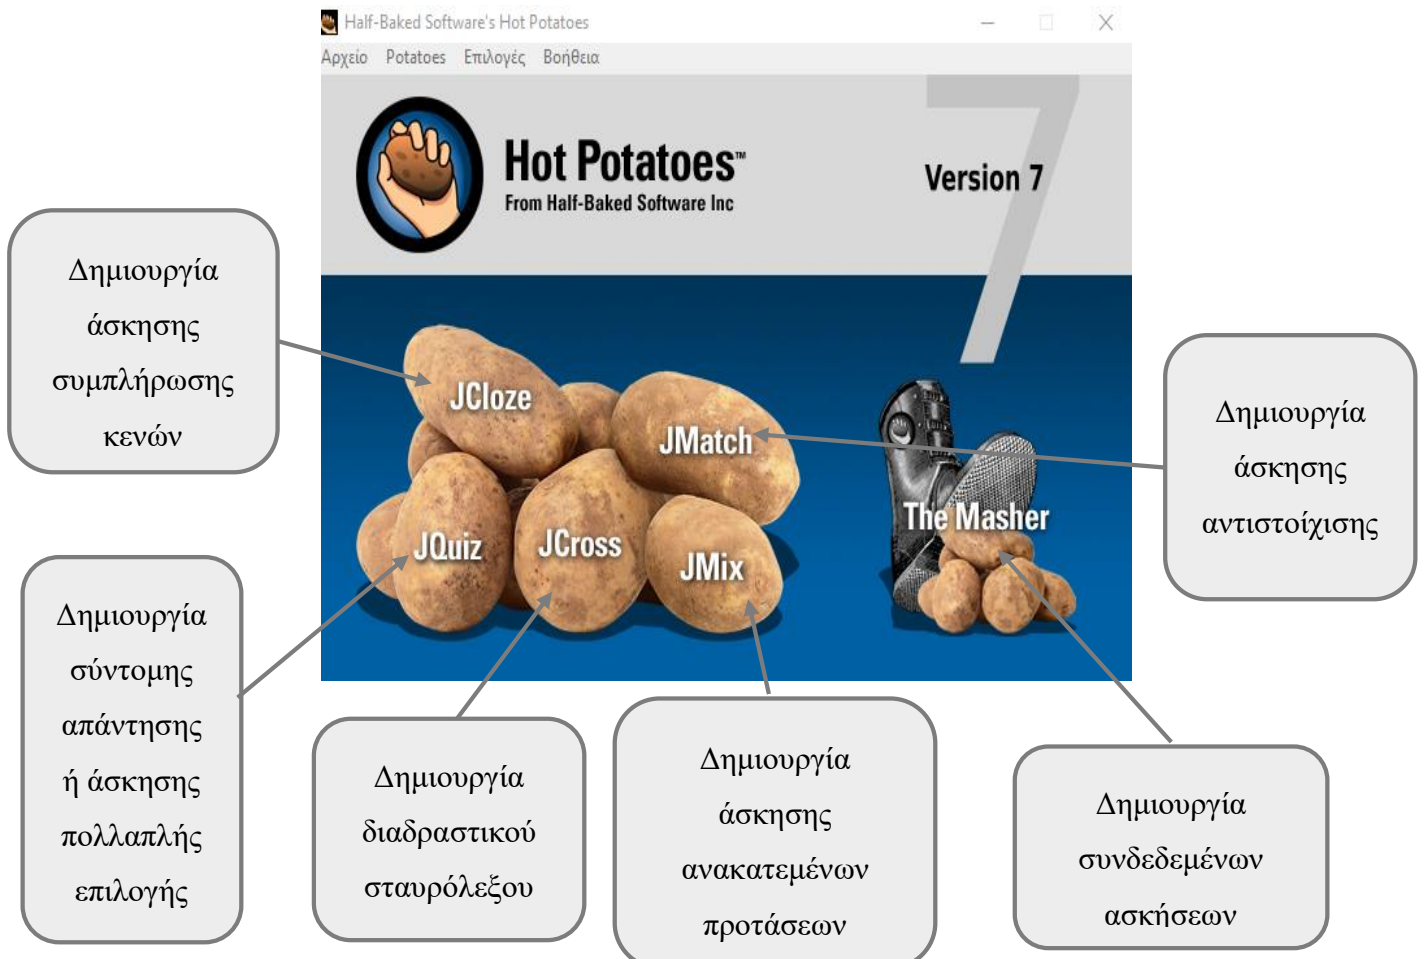 Half-Baked Software's Hot Potatoes
Αρχείο Potatoes Επιλογές Βοήθεια
Hot Potatoes™
From Half-Baked Software Inc
Version 7
7
Δημιουργία
άσκησης
συμπλήρωσης
κενών
JCloze
JMatch
Δημιουργία
άσκησης
αντιστοίχισης
JQuiz
JCross
JMix
The Masher
Δημιουργία
σύντομης
απάντησης
ή άσκησης
πολλαπλής
επιλογής
Δημιουργία
διαδραστικού
σταυρόλεξου
Δημιουργία
άσκησης
ανακατεμένων
προτάσεων
Δημιουργία
συνδεδεμένων
ασκήσεων